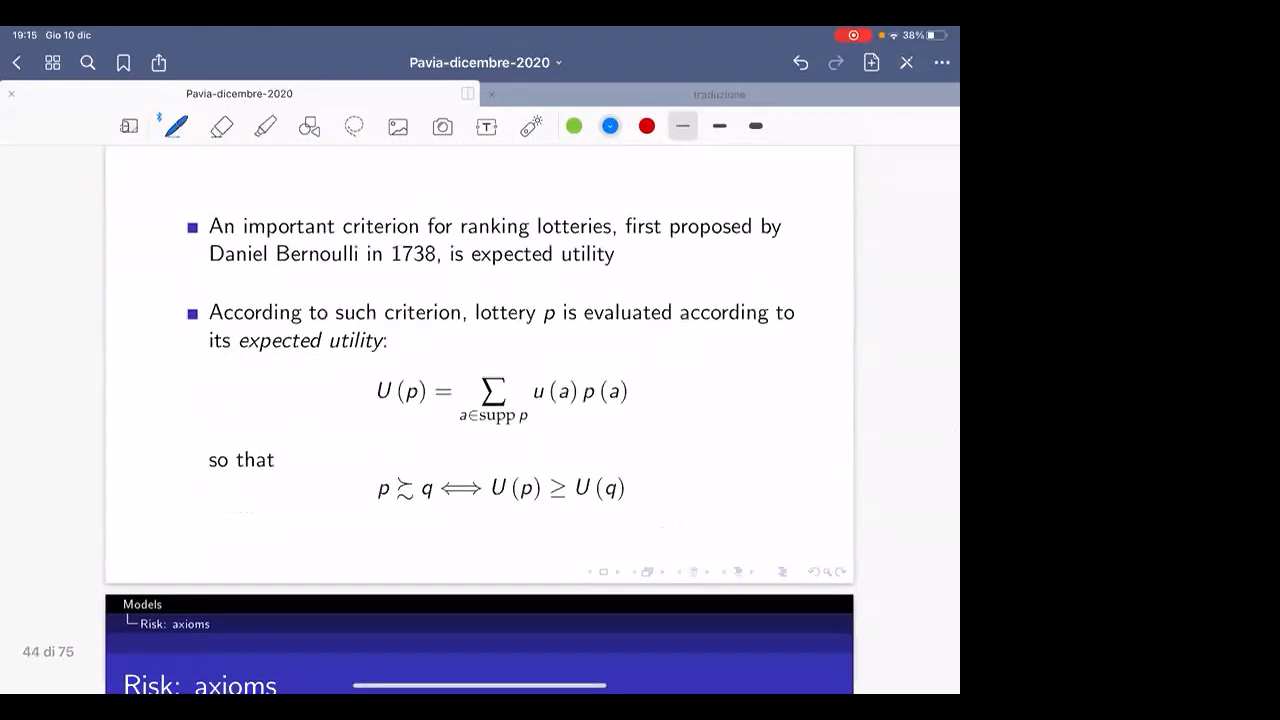 19:15 Gio 10 dic
38%
Pavia-dicembre-2020
Pavia-dicembre-2020
traduzione
An important criterion for ranking lotteries, first proposed by
Daniel Bernoulli in 1738, is expected utility
According to such criterion, lottery p is evaluated according to
its expected utility:
U (p) = ∑ u (a) p (a)
a∈supp p
so that
p ≿ q ⟺ U (p) ≥ U (q)
Models
Risk: axioms
44 di 75
Risk: axioms